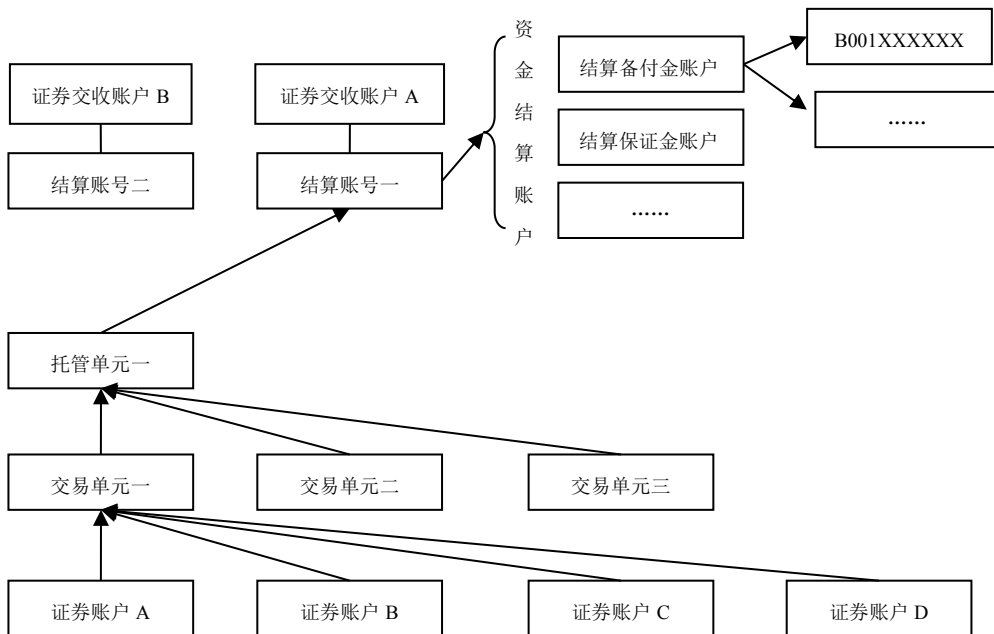 B001XXXXXX
资金结算账户
结算备付金账户
证券交收账户 B
证券交收账户 A
……
结算保证金账户
结算账号二
结算账号一
……
托管单元一
交易单元一
交易单元二
交易单元三
证券账户 A
证券账户 B
证券账户 C
证券账户 D